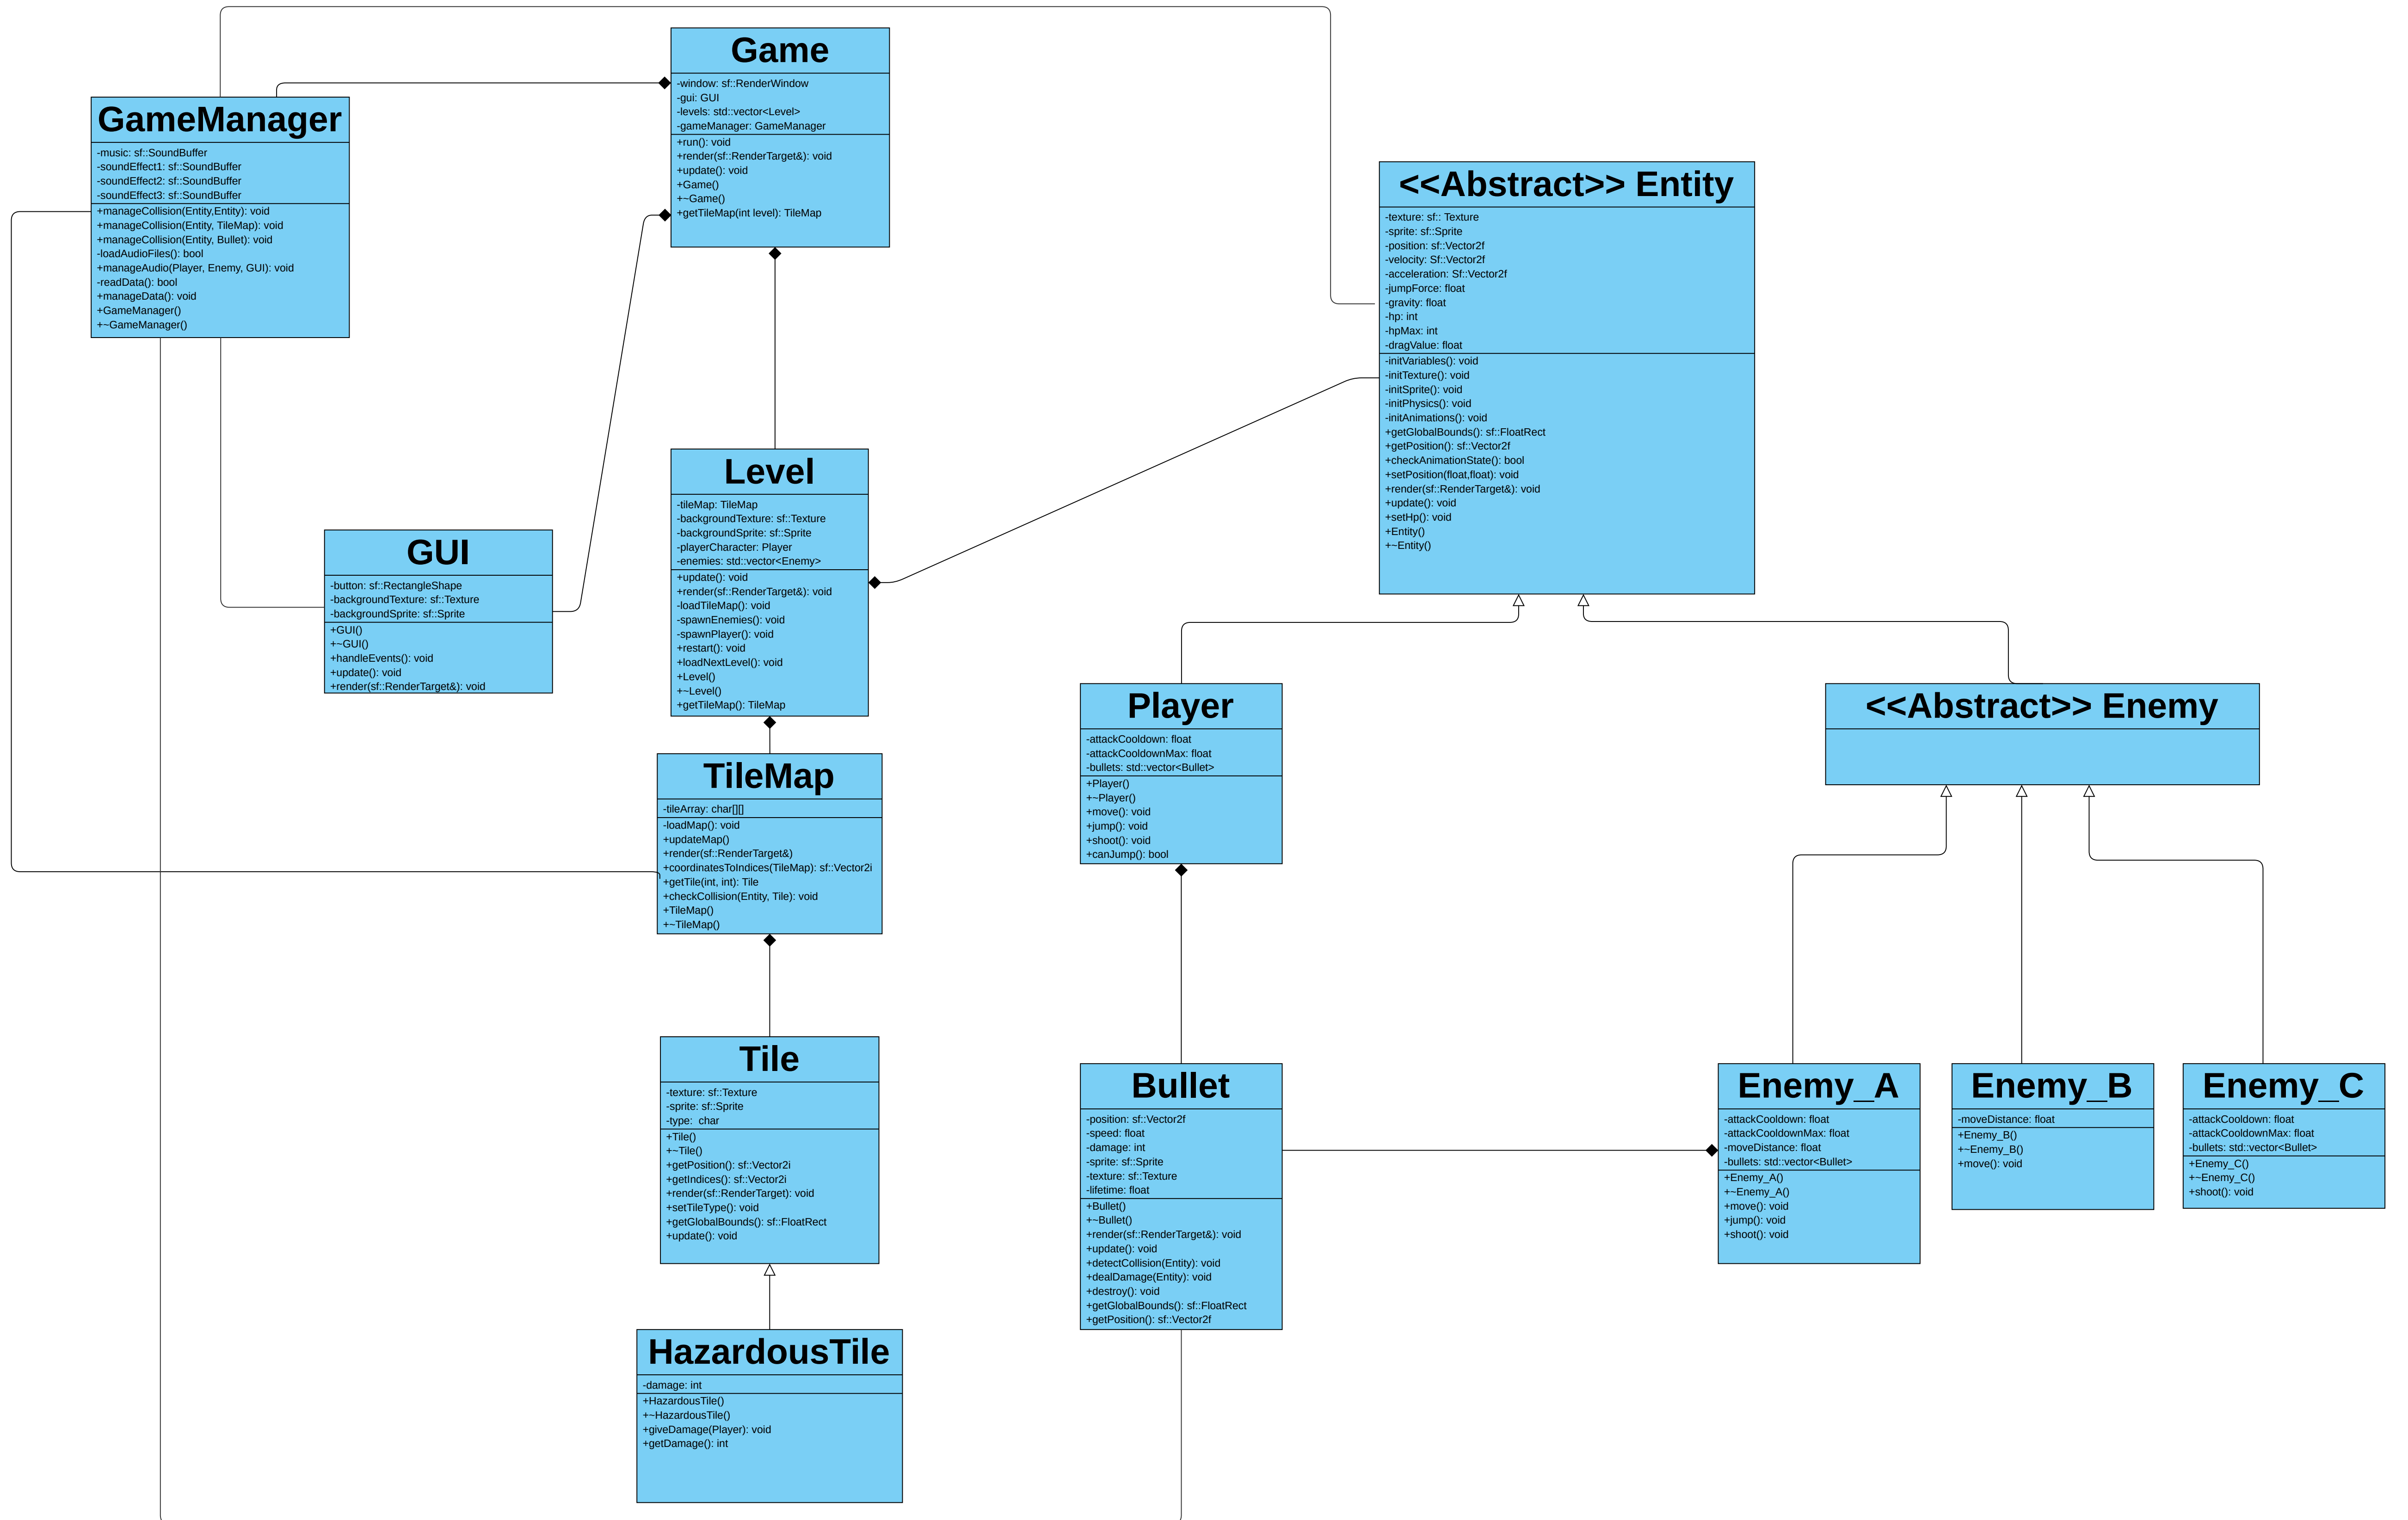 Game
-window: sf::RenderWindow
-gui: GUI
-levels: std::vector<Level>
-gameManager: GameManager
+run(): void
+render(sf::RenderTarget&): void
+update(): void
+Game()
+~Game()
+getTileMap(int level): TileMap
GameManager
-music: sf::SoundBuffer
-soundEffect1: sf::SoundBuffer
-soundEffect2: sf::SoundBuffer
-soundEffect3: sf::SoundBuffer
+manageCollision(Entity,Entity): void
+manageCollision(Entity, TileMap): void
+manageCollision(Entity, Bullet): void
-loadAudioFiles(): bool
+manageAudio(Player, Enemy, GUI): void
-readData(): bool
+manageData(): void
+GameManager()
+~GameManager()
<<Abstract>> Entity
-texture: sf:: Texture
-sprite: sf::Sprite
-position: sf::Vector2f
-velocity: Sf::Vector2f
-acceleration: Sf::Vector2f
-jumpForce: float
-gravity: float
-hp: int
-hpMax: int
-dragValue: float
-initVariables(): void
-initTexture(): void
-initSprite(): void
-initPhysics(): void
-initAnimations(): void
+getGlobalBounds(): sf::FloatRect
+getPosition(): sf::Vector2f
+checkAnimationState(): bool
+setPosition(float,float): void
+render(sf::RenderTarget&): void
+update(): void
+setHp(): void
+Entity()
+~Entity()
Level
-tileMap: TileMap
-backgroundTexture: sf::Texture
-backgroundSprite: sf::Sprite
-playerCharacter: Player
-enemies: std::vector<Enemy>
+update(): void
+render(sf::RenderTarget&): void
-loadTileMap(): void
-spawnEnemies(): void
-spawnPlayer(): void
+restart(): void
+loadNextLevel(): void
+Level()
+~Level()
+getTileMap(): TileMap
GUI
-button: sf::RectangleShape
-backgroundTexture: sf::Texture
-backgroundSprite: sf::Sprite
+GUI()
+~GUI()
+handleEvents(): void
+update(): void
+render(sf::RenderTarget&): void
Player
-attackCooldown: float
-attackCooldownMax: float
-bullets: std::vector<Bullet>
+Player()
+~Player()
+move(): void
+jump(): void
+shoot(): void
+canJump(): bool
<<Abstract>> Enemy
TileMap
-tileArray: char[][]
-loadMap(): void
+updateMap()
+render(sf::RenderTarget&)
+coordinatesToIndices(TileMap): sf::Vector2i
+getTile(int, int): Tile
+checkCollision(Entity, Tile): void
+TileMap()
+~TileMap()
Tile
-texture: sf::Texture
-sprite: sf::Sprite
-type:  char
+Tile()
+~Tile()
+getPosition(): sf::Vector2i
+getIndices(): sf::Vector2i
+render(sf::RenderTarget): void
+setTileType(): void
+getGlobalBounds(): sf::FloatRect
+update(): void
Bullet
-position: sf::Vector2f
-speed: float
-damage: int
-sprite: sf::Sprite
-texture: sf::Texture
-lifetime: float
+Bullet()
+~Bullet()
+render(sf::RenderTarget&): void
+update(): void
+detectCollision(Entity): void
+dealDamage(Entity): void
+destroy(): void
+getGlobalBounds(): sf::FloatRect
+getPosition(): sf::Vector2f
Enemy_A
-attackCooldown: float
-attackCooldownMax: float
-moveDistance: float
-bullets: std::vector<Bullet>
+Enemy_A()
+~Enemy_A()
+move(): void
+jump(): void
+shoot(): void
Enemy_B
-moveDistance: float
+Enemy_B()
+~Enemy_B()
+move(): void
Enemy_C
-attackCooldown: float
-attackCooldownMax: float
-bullets: std::vector<Bullet>
+Enemy_C()
+~Enemy_C()
+shoot(): void
HazardousTile
-damage: int
+HazardousTile()
+~HazardousTile()
+giveDamage(Player): void
+getDamage(): int